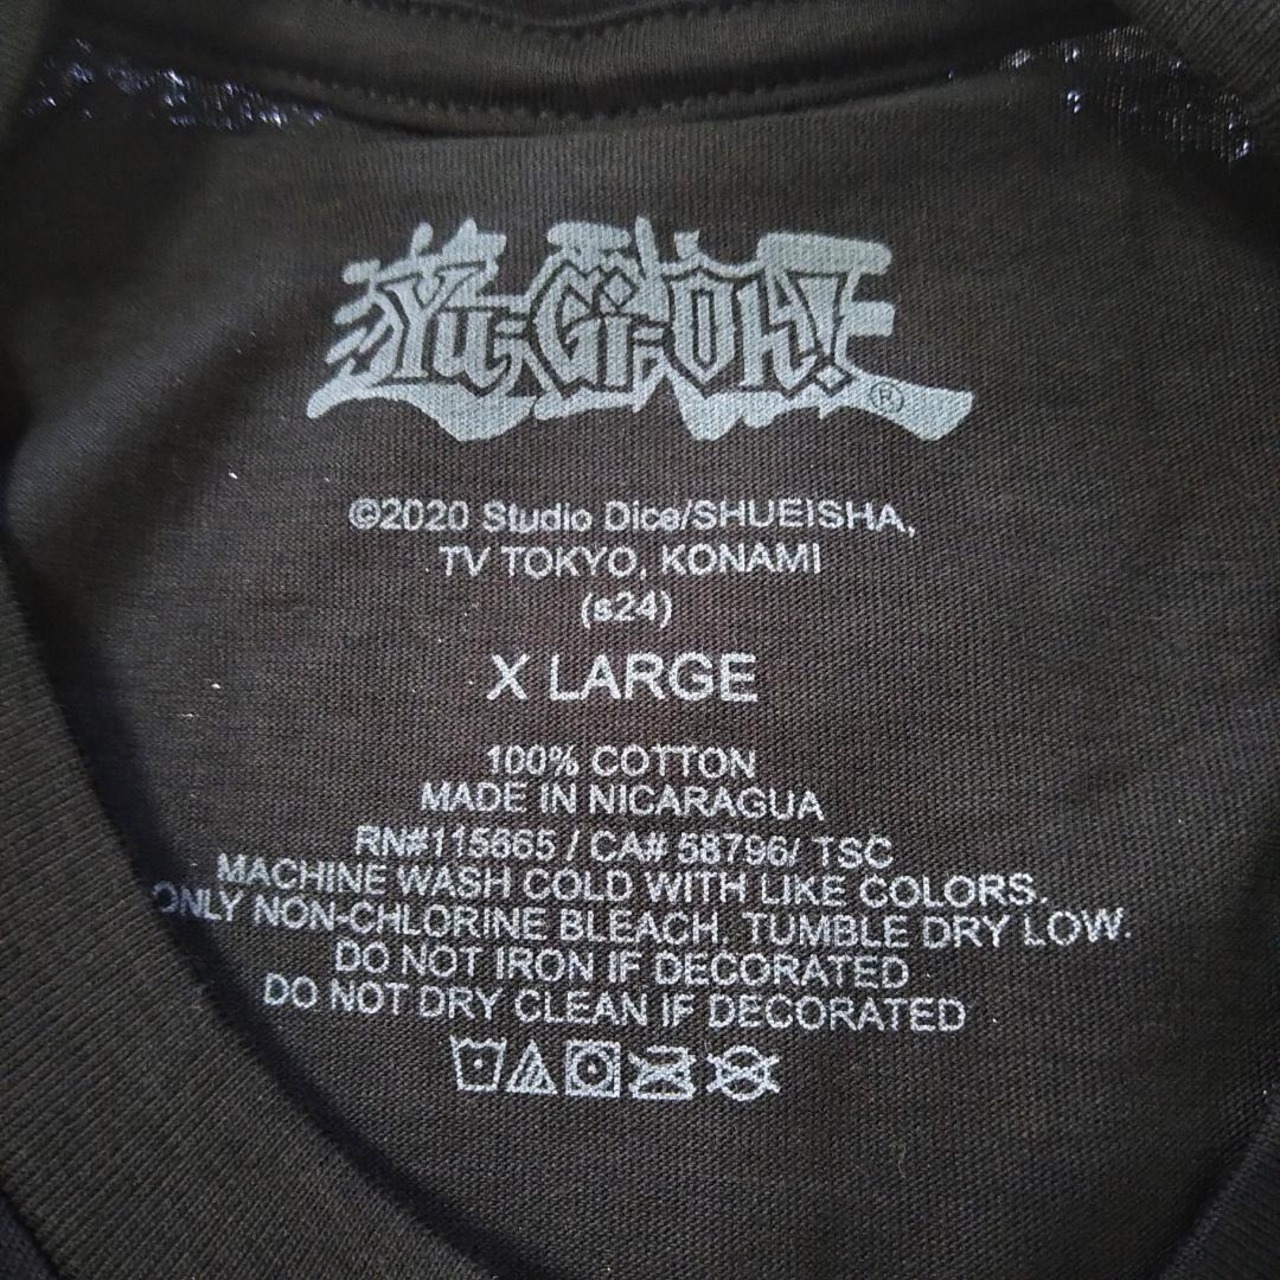 Yu-Gi-Oh! ®
©2020 Studio Dice/SHUEISHA,
TV TOKYO, KONAMI
(s24)
X LARGE
100% COTTON
MADE IN NICARAGUA
RN#115665 / CA# 58796/ TSC
MACHINE WASH COLD WITH LIKE COLORS.
ONLY NON-CHLORINE BLEACH. TUMBLE DRY LOW.
DO NOT IRON IF DECORATED
DO NOT DRY CLEAN IF DECORATED